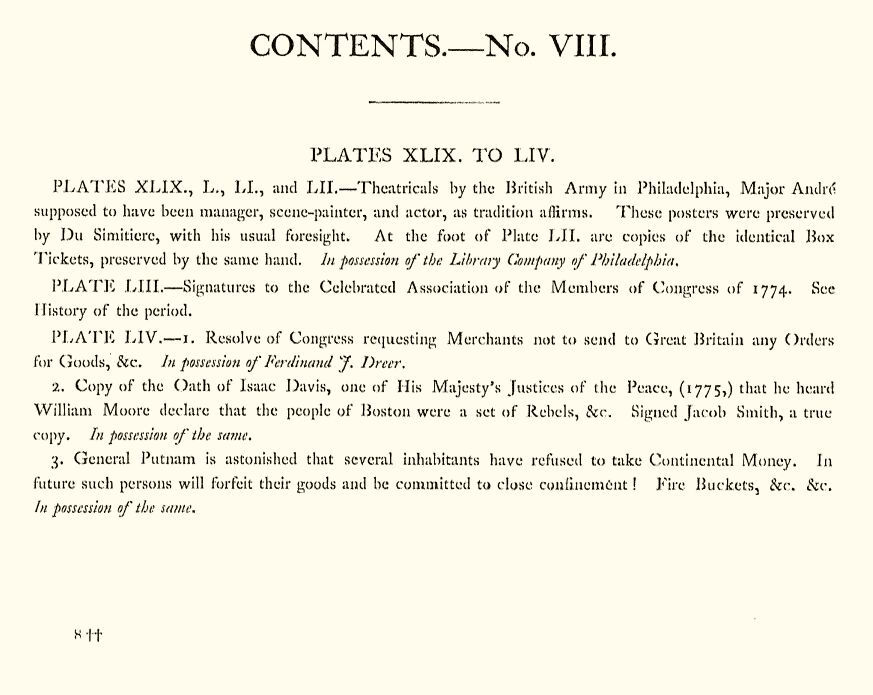 CONTENTS.—No. VIII.
PLATES XLIX. TO LIV.
PLATES XLIX., L., LI., and LII.—Theatricals by the British Army in Philadelphia, Major André
supposed to have been manager, scene-painter, and actor, as tradition affirms. These posters were preserved
by Du Simitiere, with his usual foresight. At the foot of Plate LII. are copies of the identical Box
Tickets, preserved by the same hand. In possession of the Library Company of Philadelphia.
PLATE LIII.—Signatures to the Celebrated Association of the Members of Congress of 1774. See
History of the period.
PLATE LIV.—1. Resolve of Congress requesting Merchants not to send to Great Britain any Orders
for Goods, &c. In possession of Ferdinand J. Dreer.
2. Copy of the Oath of Isaac Davis, one of His Majesty's Justices of the Peace, (1775,) that he heard
William Moore declare that the people of Boston were a set of Rebels, &c. Signed Jacob Smith, a true
copy. In possession of the same.
3. General Putnam is astonished that several inhabitants have refused to take Continental Money. In
future such persons will forfeit their goods and be committed to close confinement! Fire Buckets, &c. &c.
In possession of the same.
8 ††